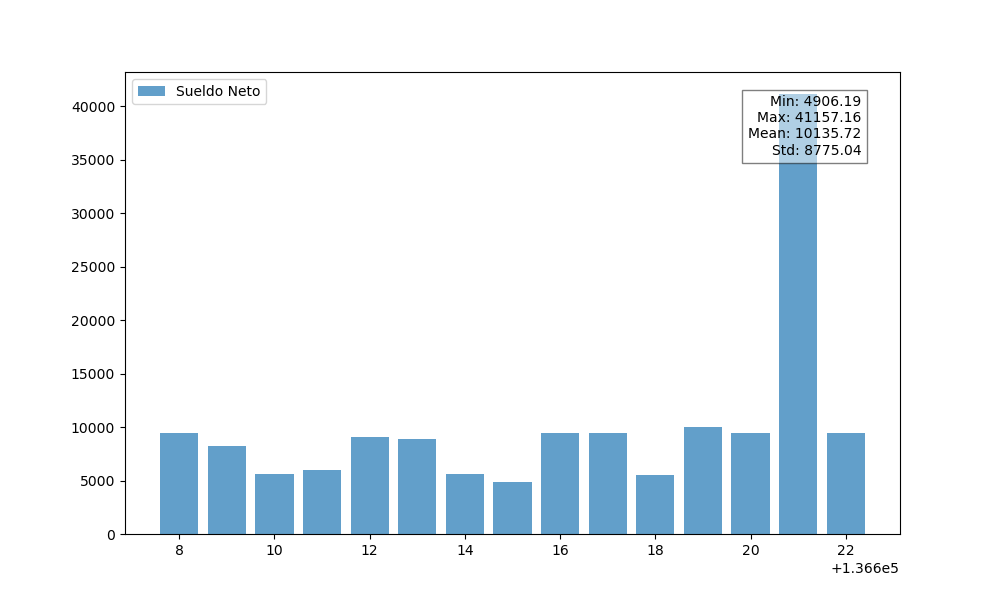 Sueldo Neto
Min: 4906.19
Max: 41157.16
Mean: 10135.72
Std: 8775.04
40000
35000
30000
25000
20000
15000
10000
5000
0
8 10 12 14 16 18 20 22
+1.366e5